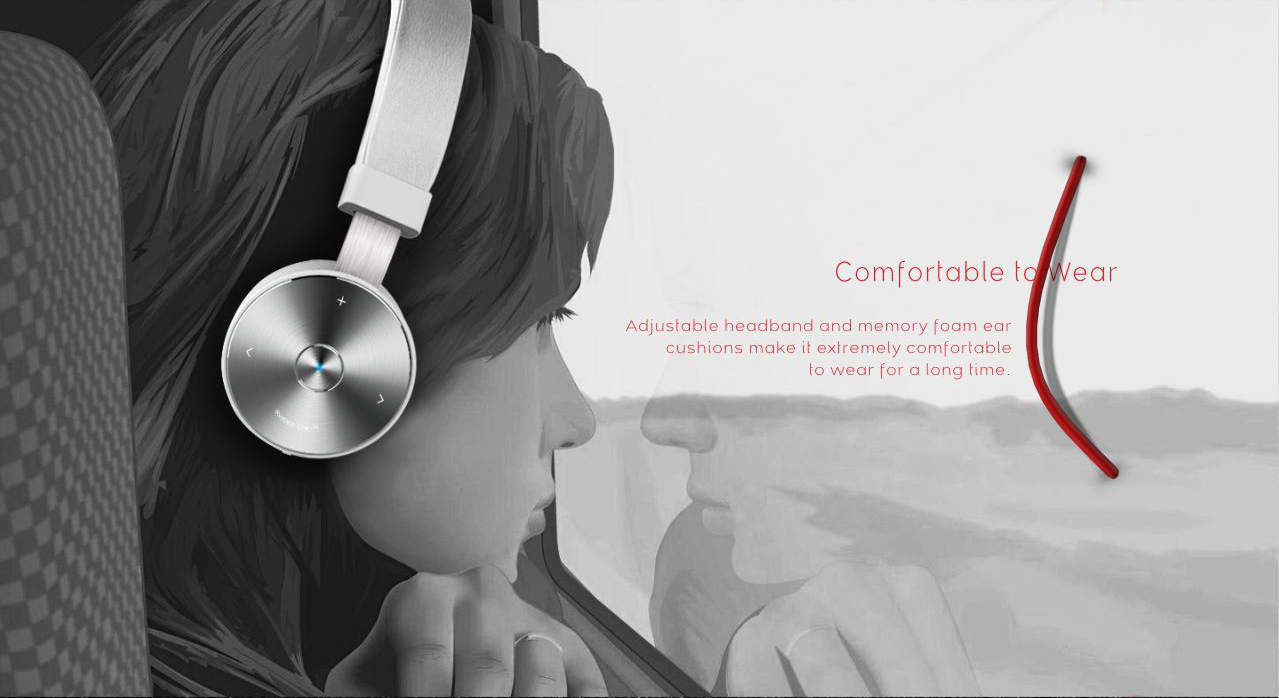 Comfortable to Wear
Adjustable headband and memory foam ear
cushions make it extremely comfortable
to wear for a long time.